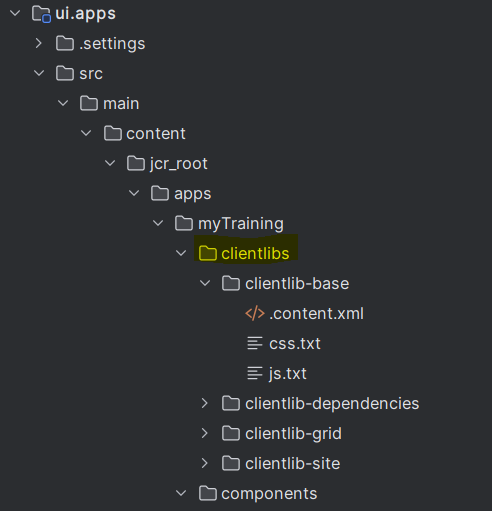 ui.apps
.settings
src
main
content
jcr_root
apps
myTraining
clientlibs
clientlib-base
.content.xml
css.txt
js.txt
clientlib-dependencies
clientlib-grid
clientlib-site
components